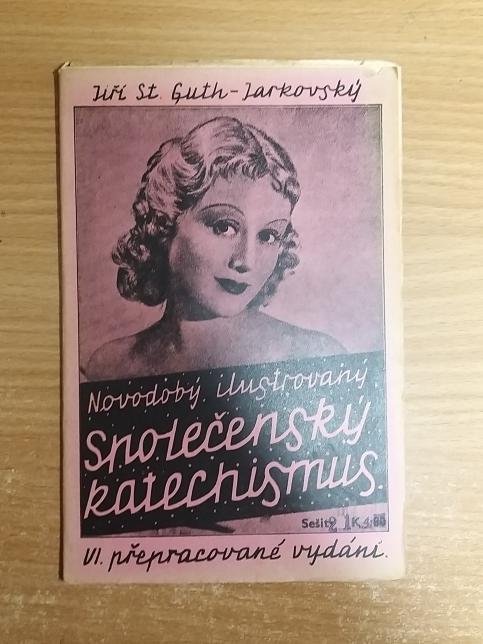 Jiří St. Guth-Jarkovský
Novodobý ilustrovaný
Společenský
katechismus.
Sešit
VI. přepracované vydání.